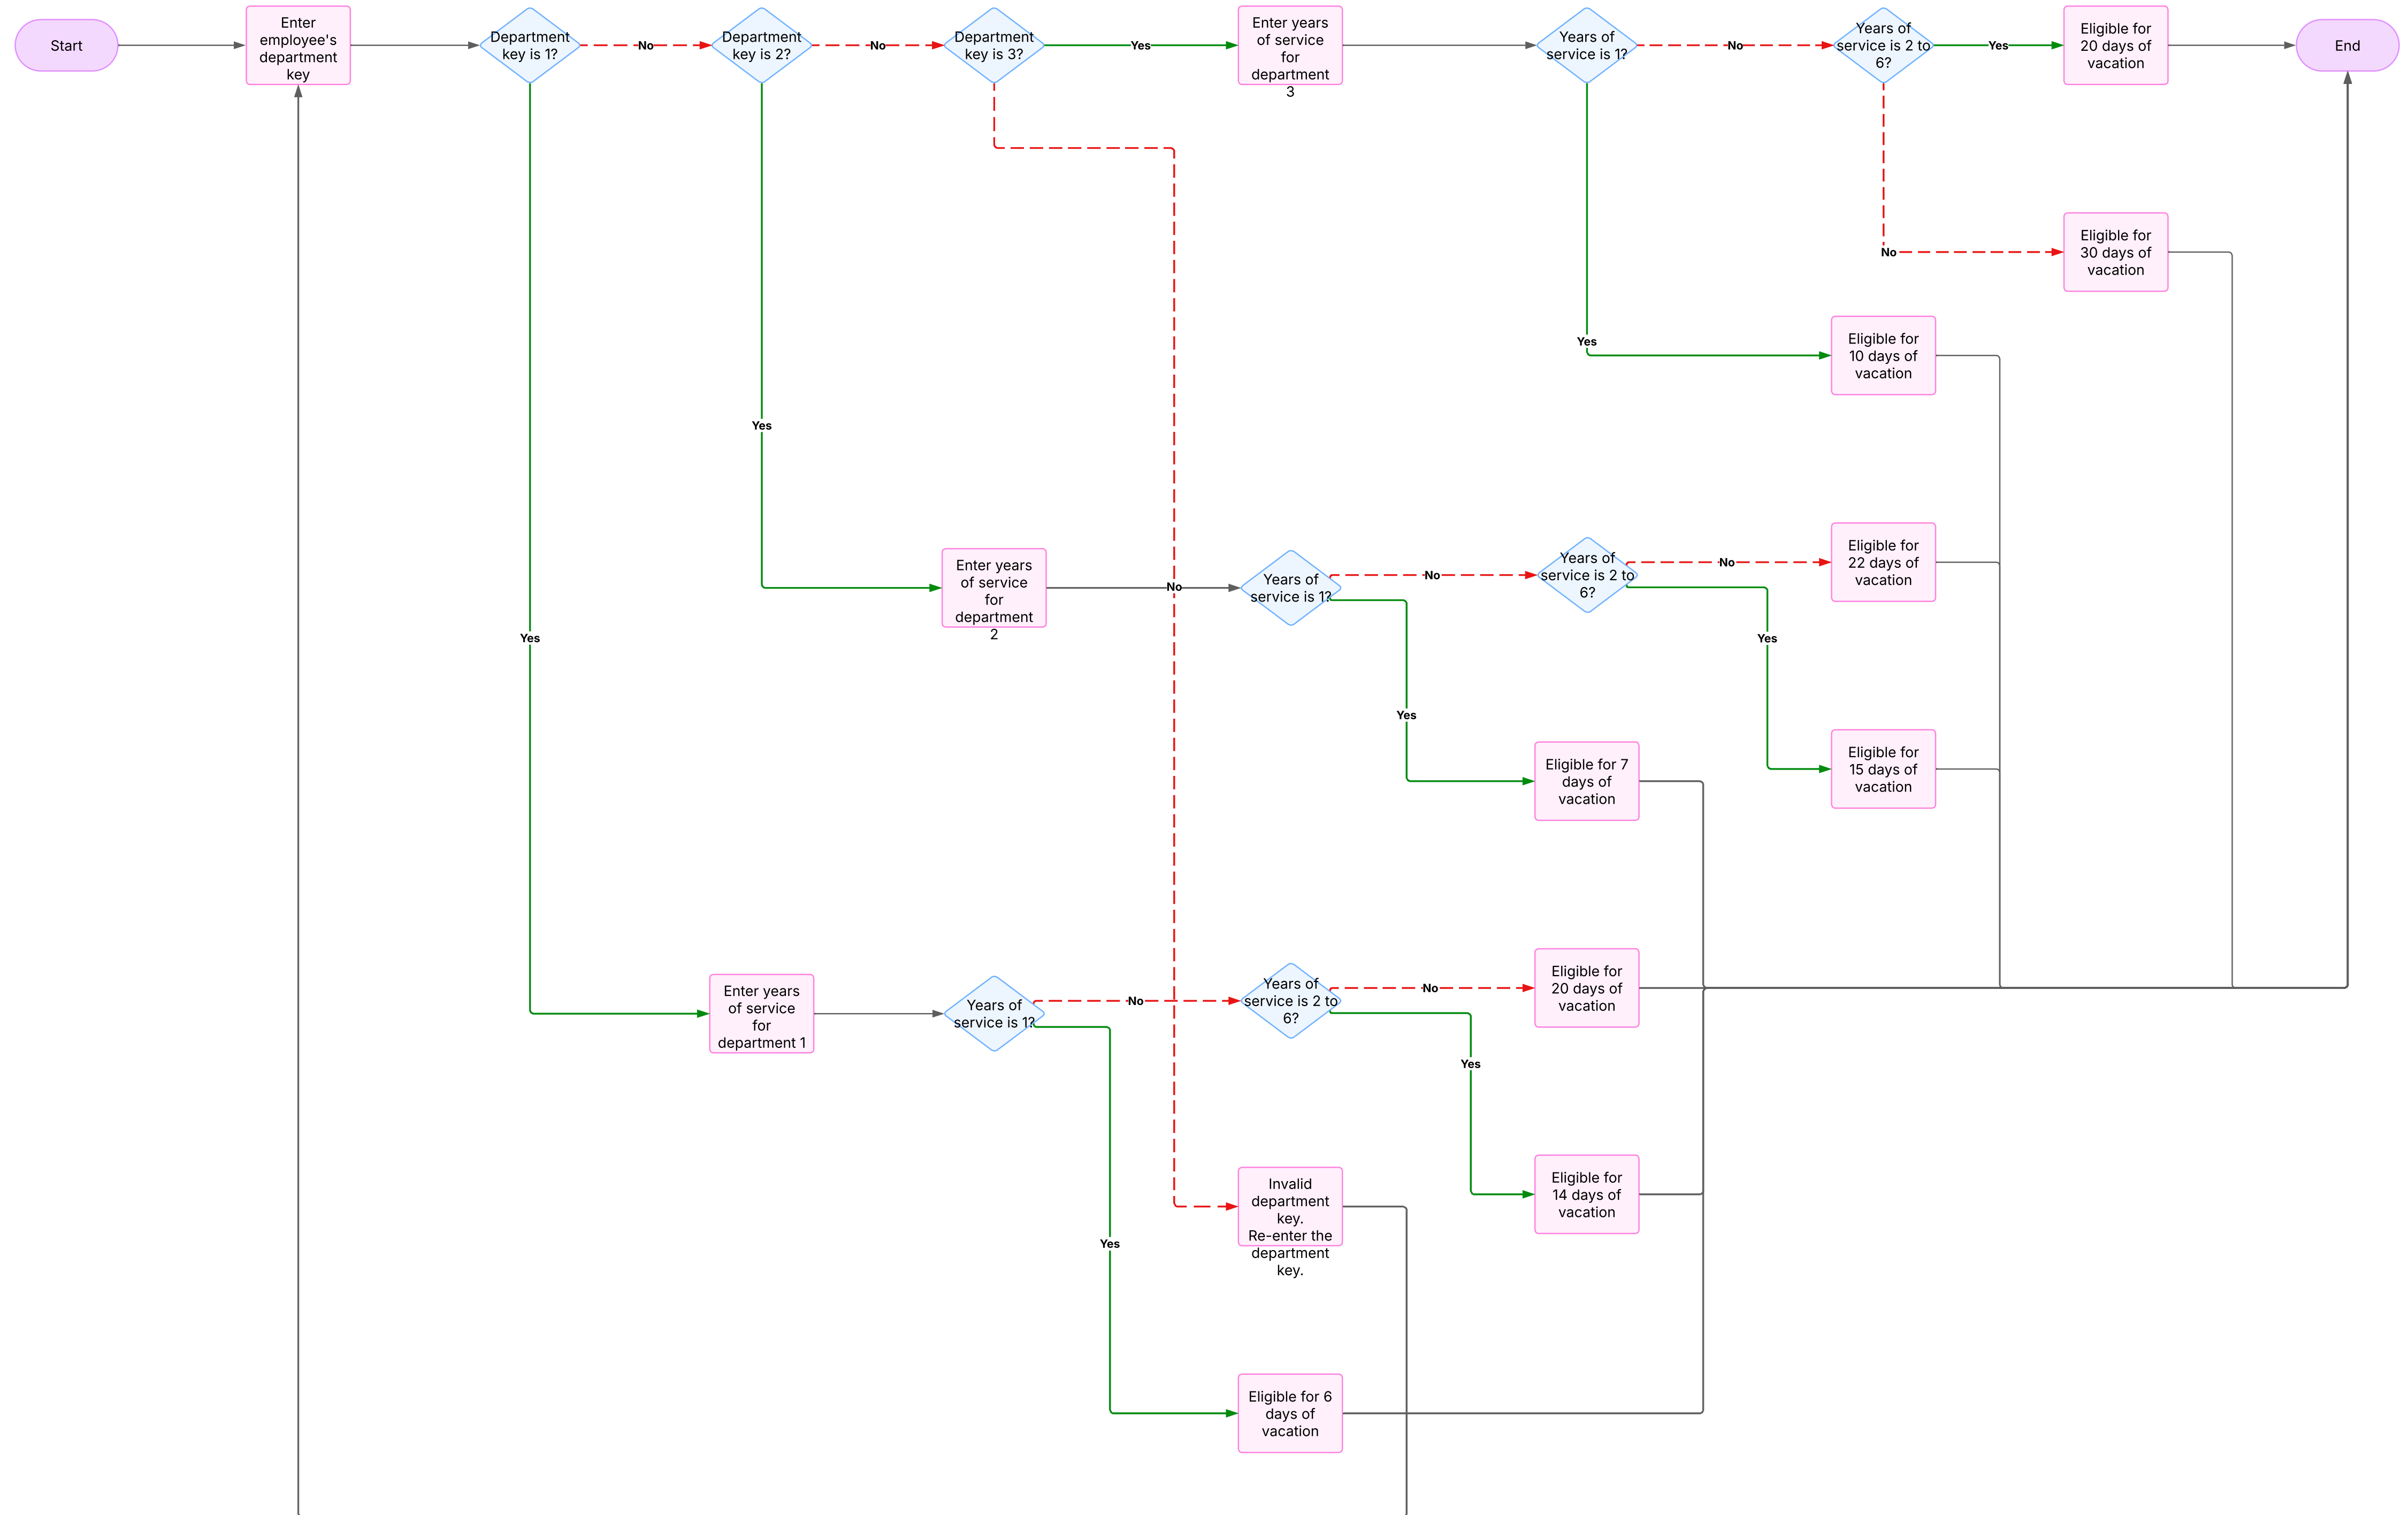 Start
Enter
employee's
department
key
Department
key is 1?
No
Department
key is 2?
No
Department
key is 3?
Yes
Enter years
of service
for
department
3
Years of
service is 1?
No
Years of
service is 2 to
6?
Yes
Eligible for
20 days of
vacation
End
No
Eligible for
30 days of
vacation
Yes
Eligible for
10 days of
vacation
Yes
Enter years
of service
for
department
2
No
Years of
service is 1?
No
Years of
service is 2 to
6?
No
Eligible for
22 days of
vacation
Yes
Yes
Eligible for
15 days of
vacation
Yes
Eligible for 7
days of
vacation
Yes
Enter years
of service
for
department 1
Years of
service is 1?
No
Years of
service is 2 to
6?
No
Eligible for
20 days of
vacation
Yes
Eligible for
14 days of
vacation
Invalid
department
key.
Re-enter the
department
key.
Yes
Eligible for 6
days of
vacation